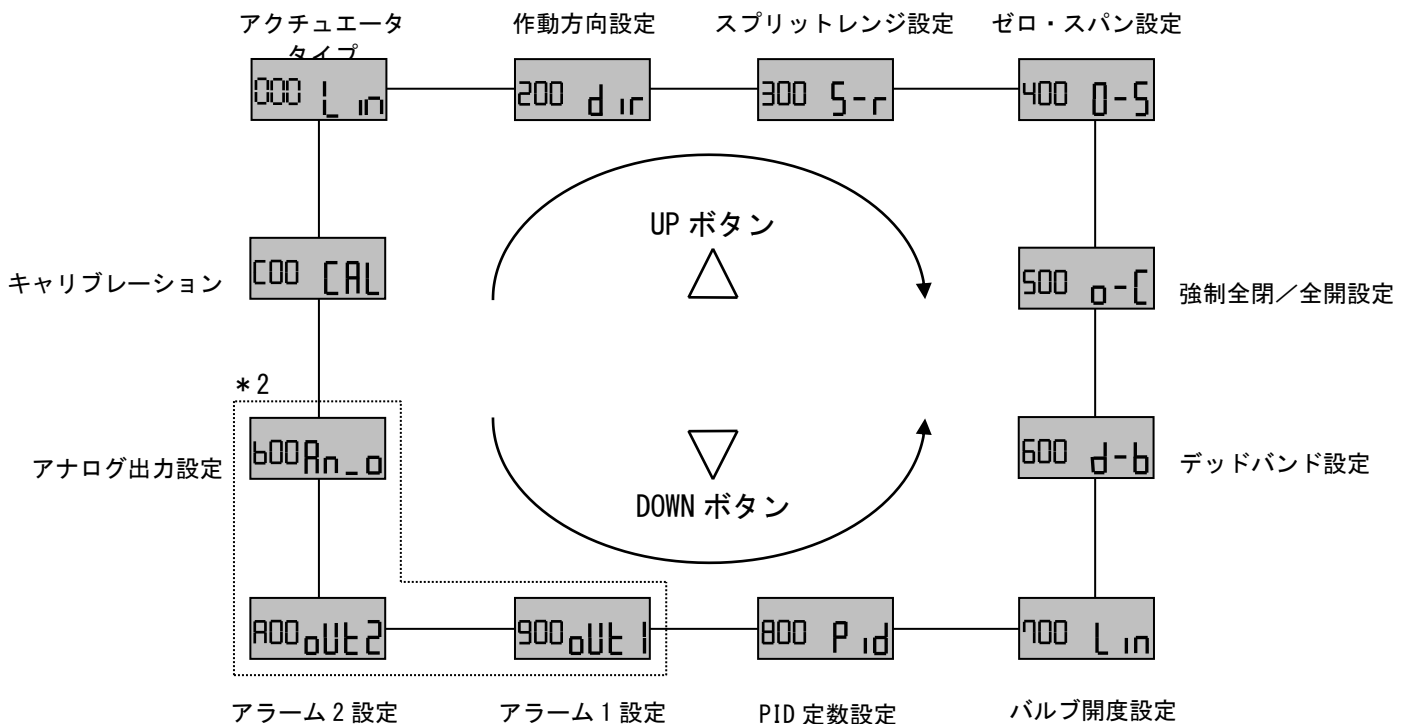 アクチュエータ
タイプ
作動方向設定
スプリットレンジ設定
ゼロ・スパン設定
000 Lin
200 dir
300 S-r
400 0-S
UP ボタン
キャリブレーション
C00 CAL
500 o-C
強制全閉／全開設定
＊2
アナログ出力設定
b00 An_o
600 d-b
デッドバンド設定
DOWN ボタン
A00 oUt2
900 oUt1
800 Pid
700 Lin
アラーム 2 設定
アラーム 1 設定
PID 定数設定
バルブ開度設定